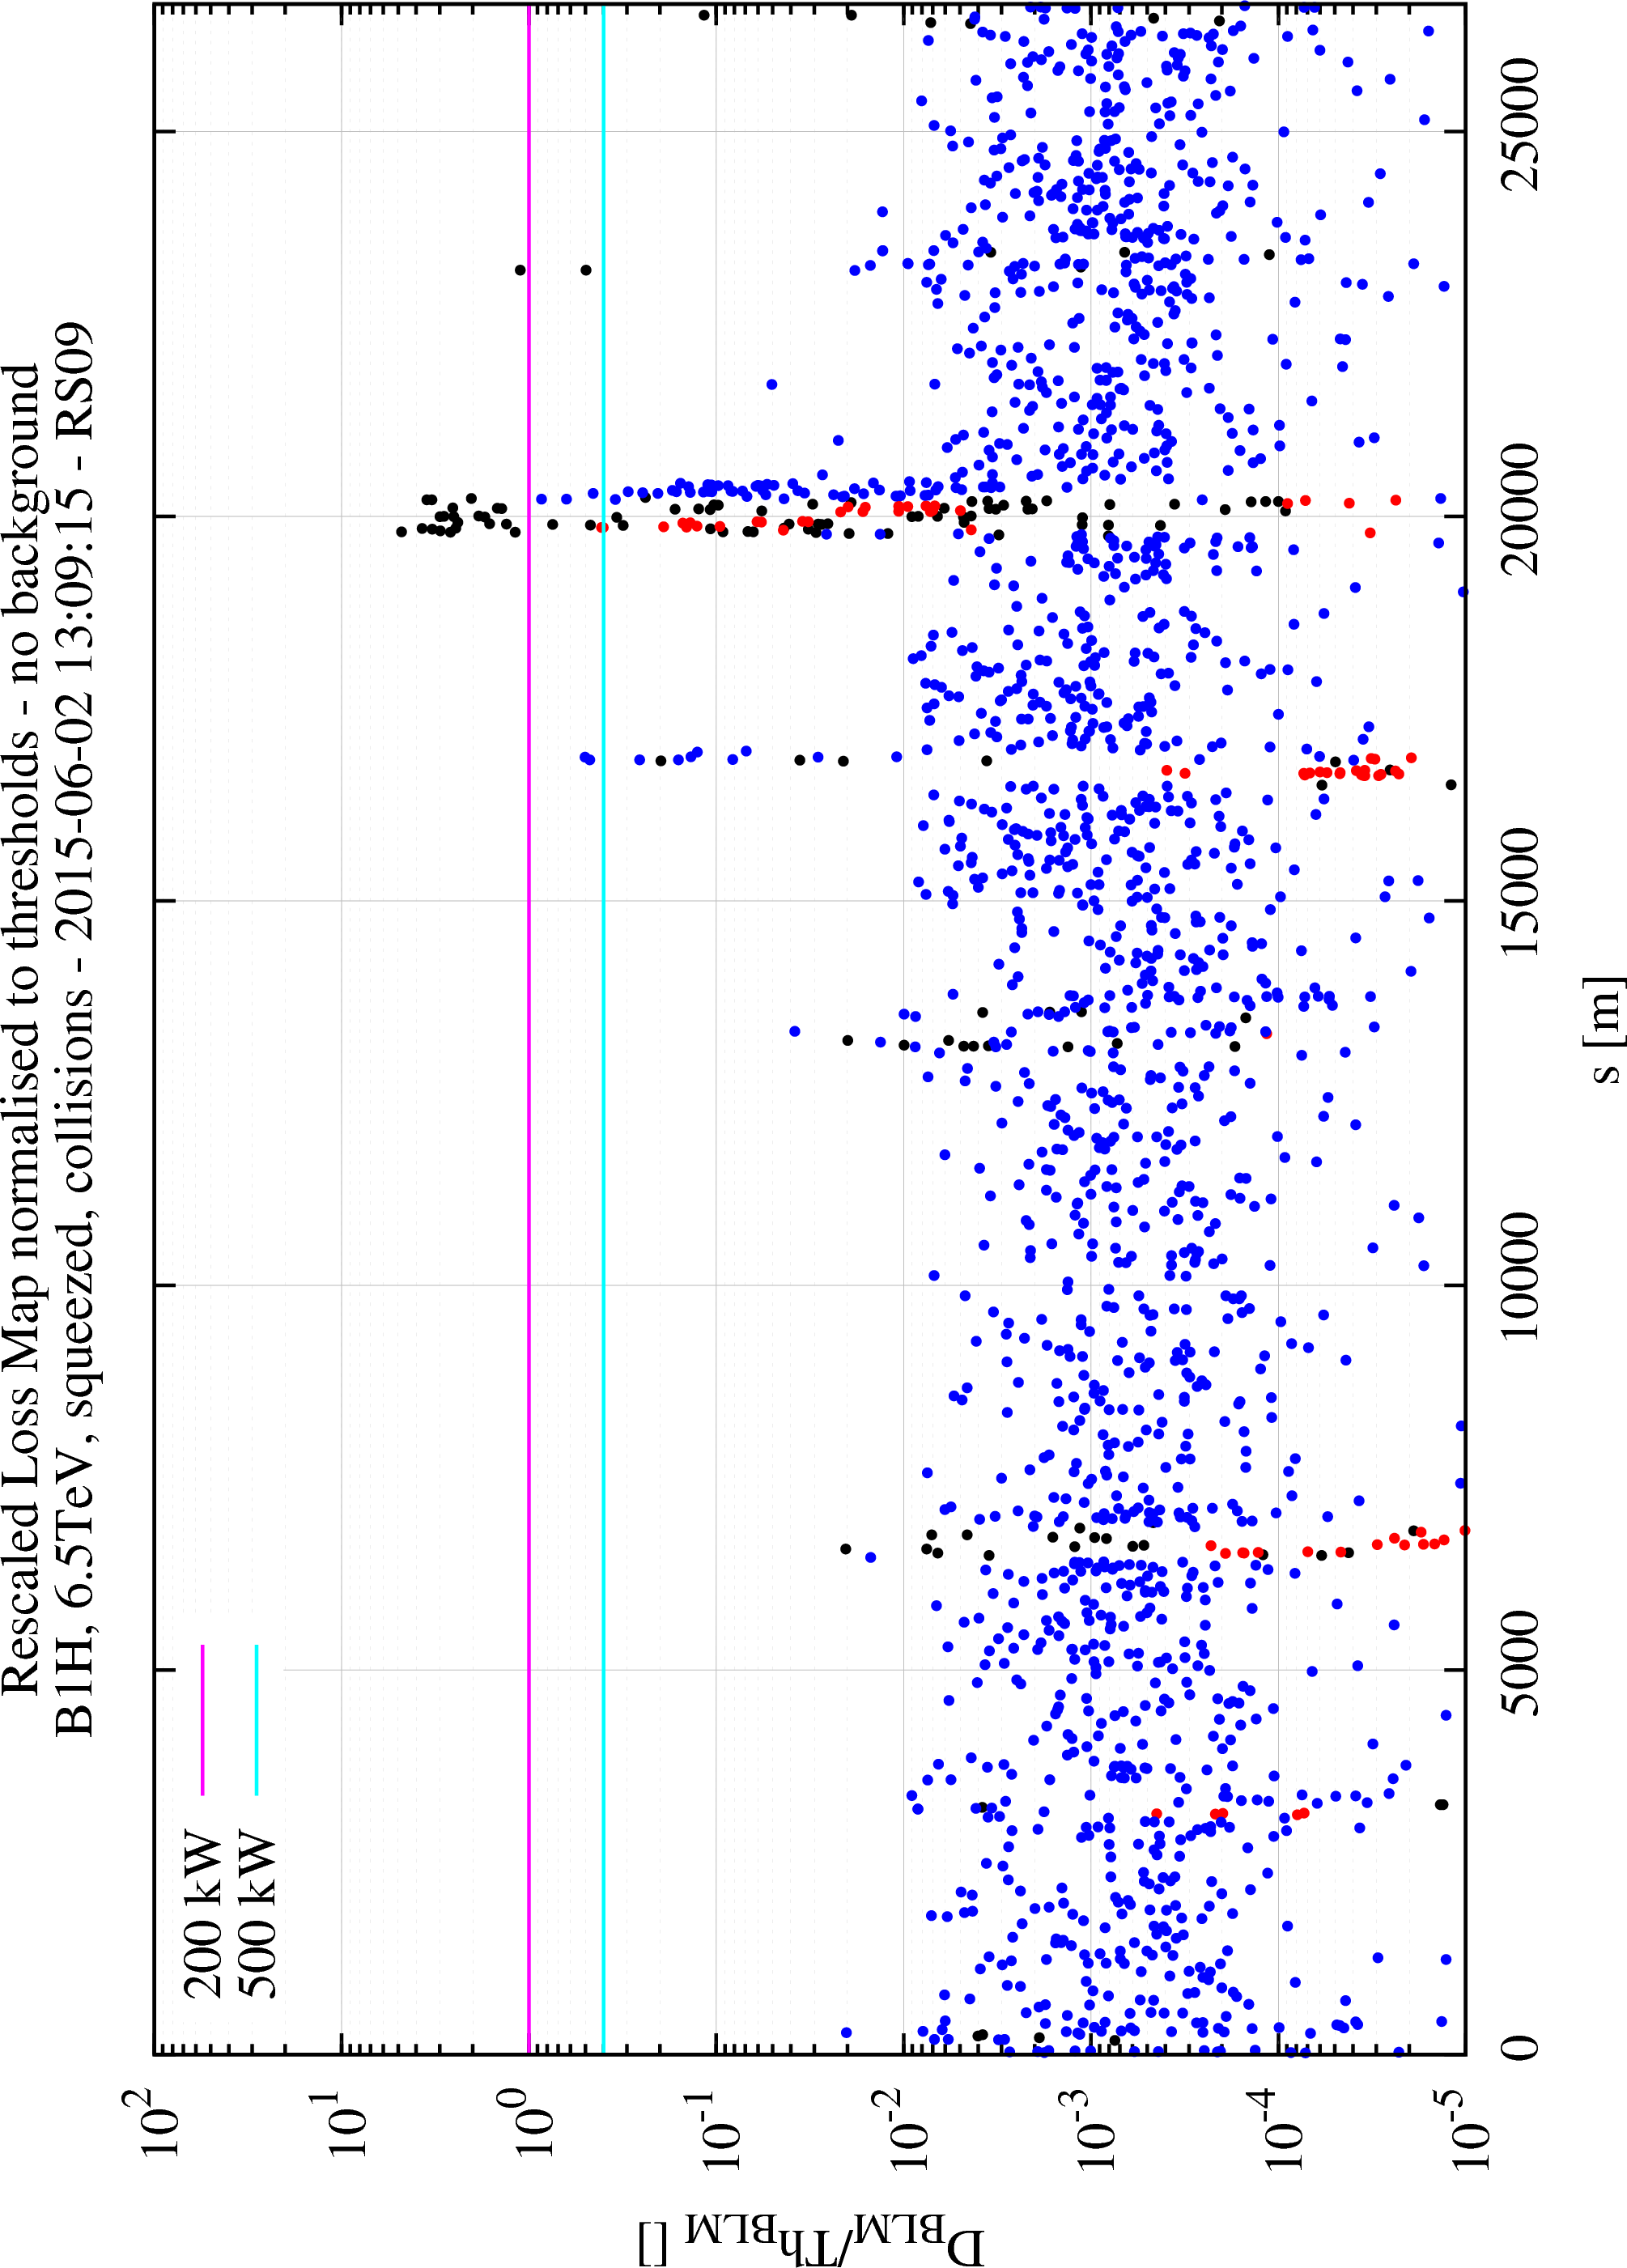 Rescaled Loss Map normalised to thresholds - no background
B1H, 6.5TeV, squeezed, collisions - 2015-06-02 13:09:15 - RS09
200 kW
500 kW
10^2
10^1
10^0
10^-1
10^-2
10^-3
10^-4
10^-5
D_BLM/Th_BLM []
0 5000 10000 15000 20000 25000
s [m]